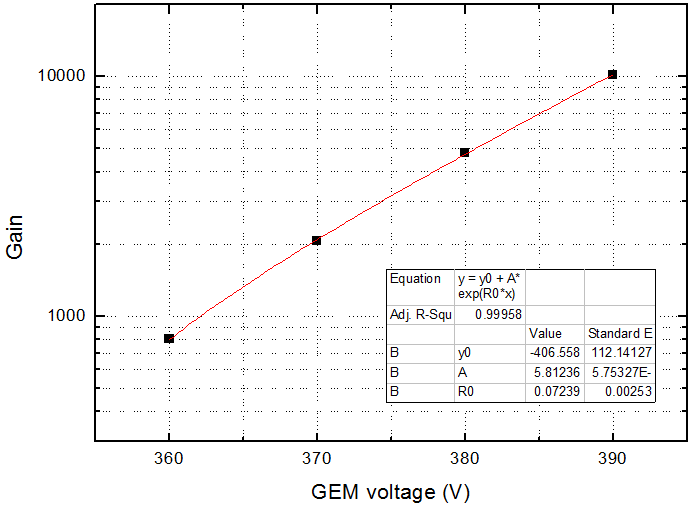 10000
1000
Gain
360 370 380 390
GEM voltage (V)
Equation y = y0 + A*
exp(R0*x)
Adj. R-Squ 0.99958
Value Standard E
B y0 -406.558 112.14127
B A 5.81236 5.75327E-
B R0 0.07239 0.00253